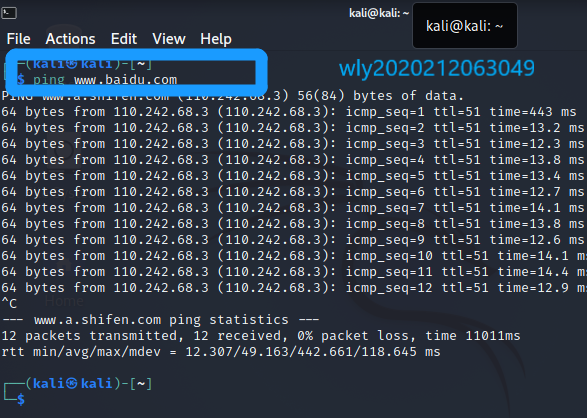 kali@kali: ~
kali@kali: ~
File Actions Edit View Help
wly2020212063049
┌──(kali㉿kali)-[~]
└─$ ping www.baidu.com
PING www.a.shifen.com (110.242.68.3) 56(84) bytes of data.
64 bytes from 110.242.68.3 (110.242.68.3): icmp_seq=1 ttl=51 time=443 ms
64 bytes from 110.242.68.3 (110.242.68.3): icmp_seq=2 ttl=51 time=13.2 m
64 bytes from 110.242.68.3 (110.242.68.3): icmp_seq=3 ttl=51 time=12.3 m
64 bytes from 110.242.68.3 (110.242.68.3): icmp_seq=4 ttl=51 time=13.8 m
64 bytes from 110.242.68.3 (110.242.68.3): icmp_seq=5 ttl=51 time=13.4 m
64 bytes from 110.242.68.3 (110.242.68.3): icmp_seq=6 ttl=51 time=12.7 m
64 bytes from 110.242.68.3 (110.242.68.3): icmp_seq=7 ttl=51 time=14.1 m
64 bytes from 110.242.68.3 (110.242.68.3): icmp_seq=8 ttl=51 time=13.8 m
64 bytes from 110.242.68.3 (110.242.68.3): icmp_seq=9 ttl=51 time=12.6 m
64 bytes from 110.242.68.3 (110.242.68.3): icmp_seq=10 ttl=51 time=14.1 m
64 bytes from 110.242.68.3 (110.242.68.3): icmp_seq=11 ttl=51 time=14.4 m
64 bytes from 110.242.68.3 (110.242.68.3): icmp_seq=12 ttl=51 time=12.9 m
^C
--- www.a.shifen.com ping statistics ---
12 packets transmitted, 12 received, 0% packet loss, time 11011ms
rtt min/avg/max/mdev = 12.307/49.163/442.661/118.645 ms
┌──(kali㉿kali)-[~]
└─$